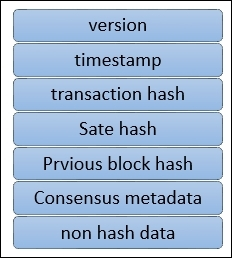 version
timestamp
transaction hash
Sate hash
Prvious block hash
Consensus metadata
non hash data